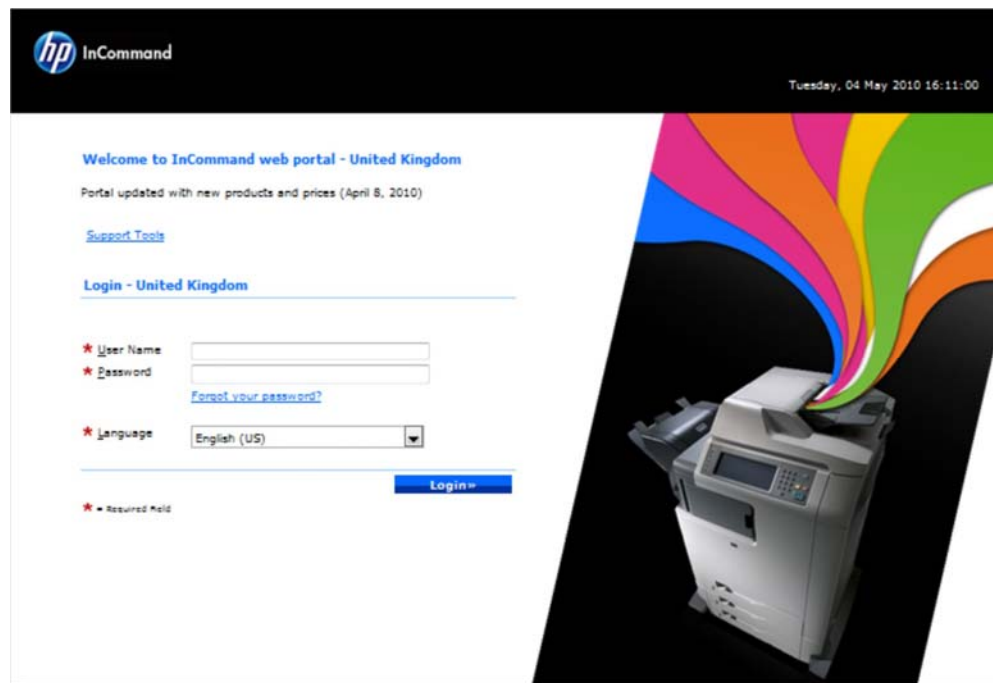 hp InCommand
Tuesday, 04 May 2010 16:11:00
Welcome to InCommand web portal - United Kingdom
Portal updated with new products and prices (April 8, 2010)
Support Tools
Login - United Kingdom
* User Name
* Password
Forgot your password?
* Language English (US)
Login»
* = Required field